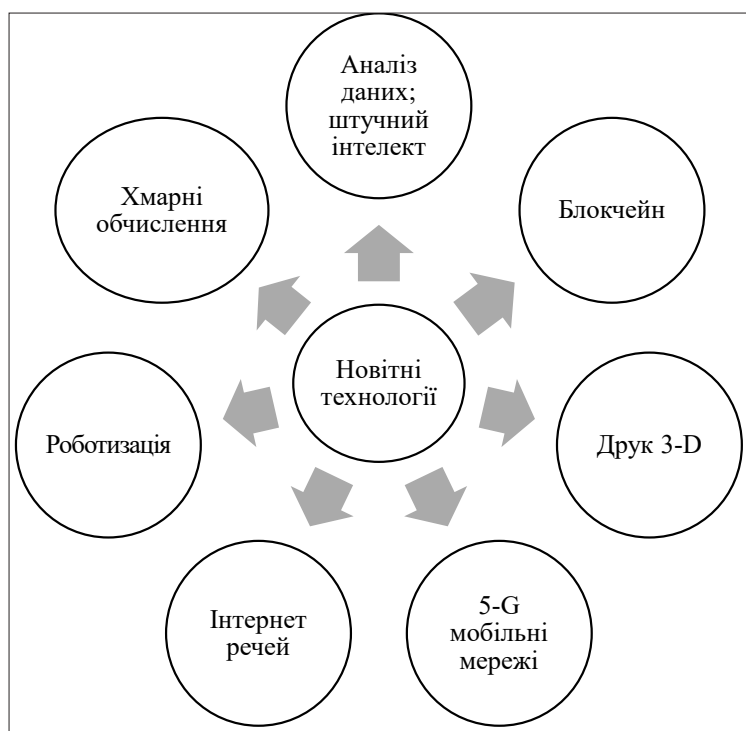 Аналіз
даних;
штучний
інтелект
Блокчейн
Друк 3-D
5-G
мобільні
мережі
Інтернет
речей
Роботизація
Хмарні
обчислення
Новітні
технології